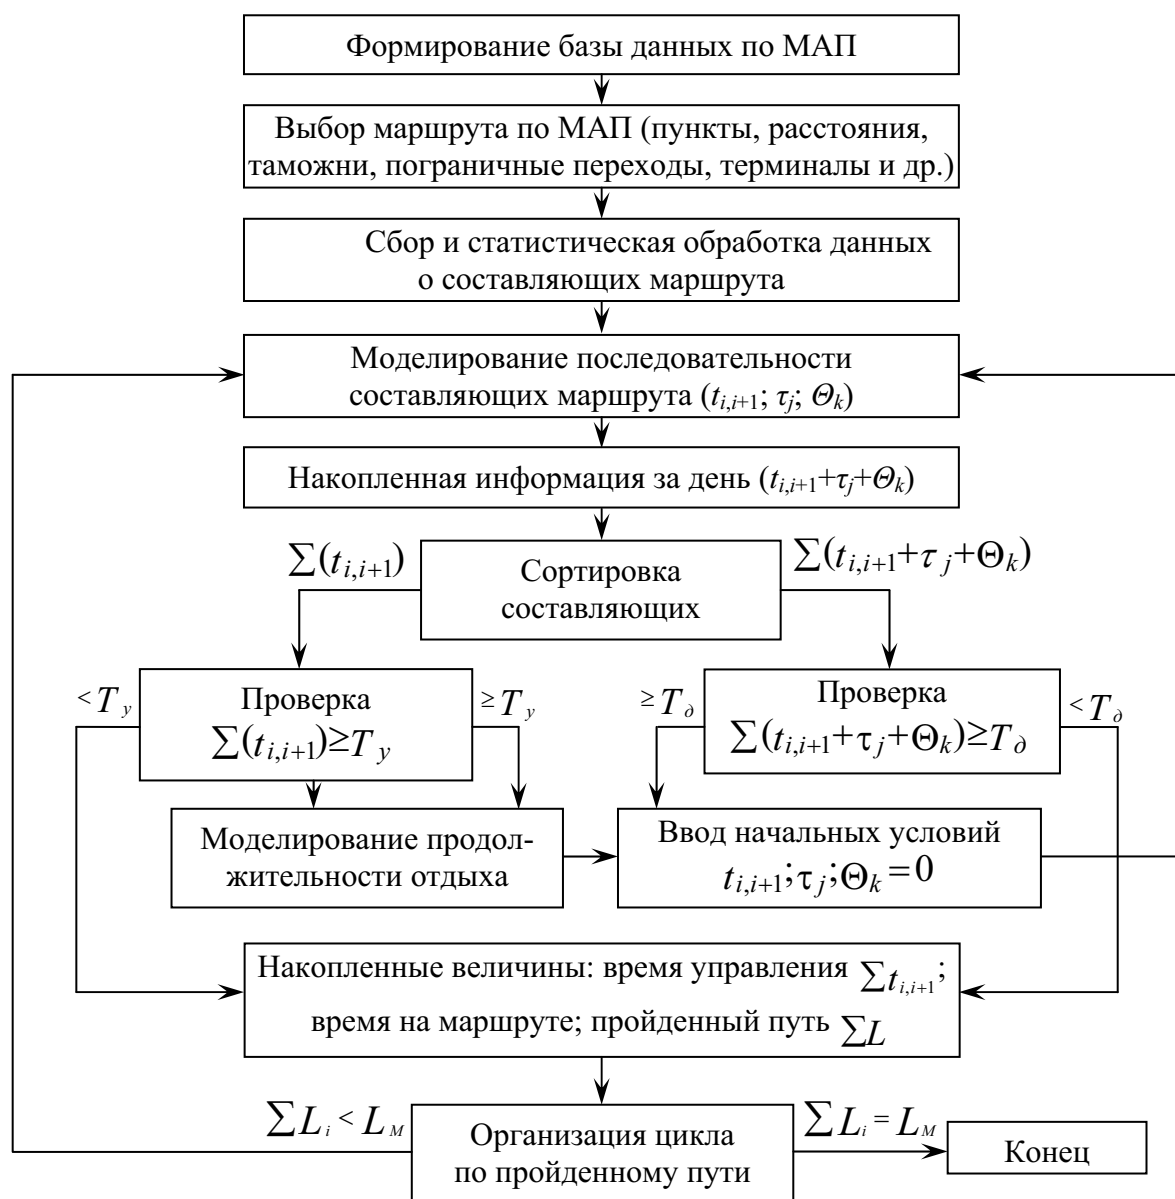 Формирование базы данных по МАП
Выбор маршрута по МАП (пункты, расстояния,
таможни, пограничные переходы, терминалы и др.)
Сбор и статистическая обработка данных
о составляющих маршрута
Моделирование последовательности
составляющих маршрута (t_{i,i+1}; τ_j; Θ_k)
Накопленная информация за день (t_{i,i+1}+τ_j+Θ_k)
∑(t_{i,i+1})
∑(t_{i,i+1}+τ_j+Θ_k)
Сортировка
составляющих
< T_у
Проверка
∑(t_{i,i+1})≥T_у
≥ T_у
≥ T_д
Проверка
∑(t_{i,i+1}+τ_j+Θ_k)≥T_д
< T_д
Моделирование продол-
жительности отдыха
Ввод начальных условий
t_{i,i+1};τ_j;Θ_k=0
Накопленные величины: время управления ∑t_{i,i+1};
время на маршруте; пройденный путь ∑L
∑L_i < L_М
Организация цикла
по пройденному пути
∑L_i = L_М
Конец